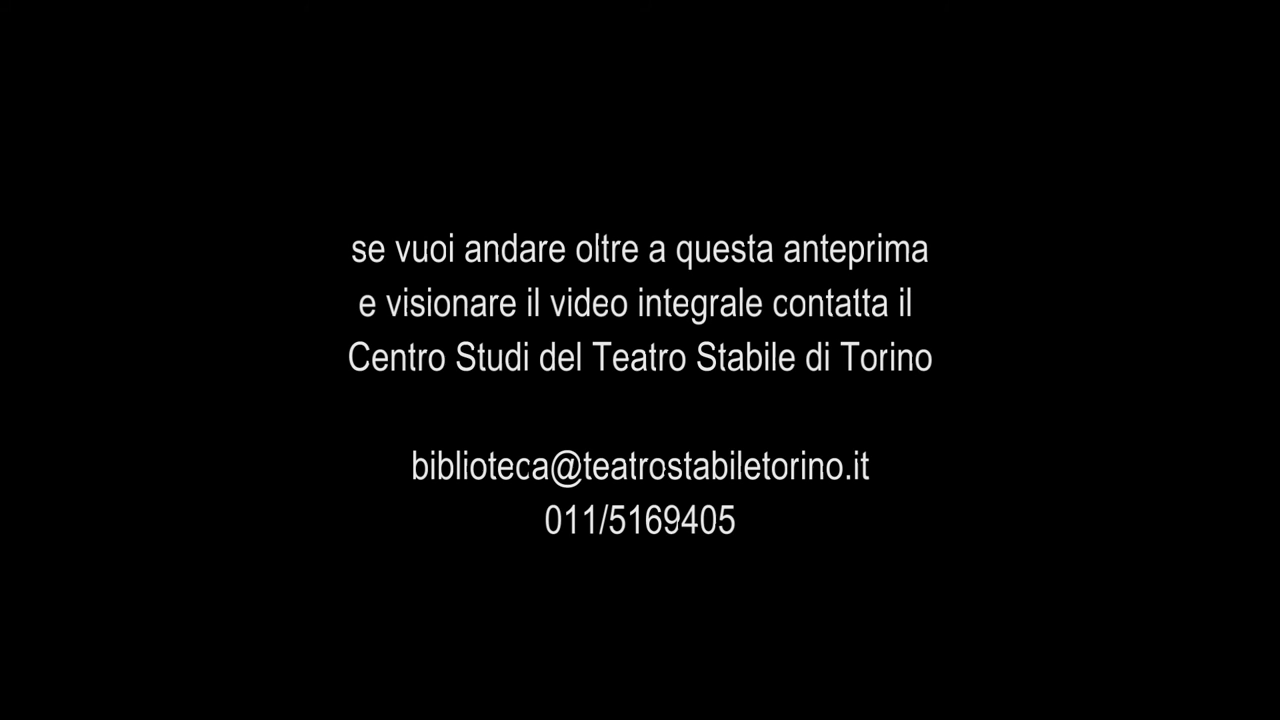 se vuoi andare oltre a questa anteprima
e visionare il video integrale contatta il
Centro Studi del Teatro Stabile di Torino
biblioteca@teatrostabiletorino.it
011/5169405